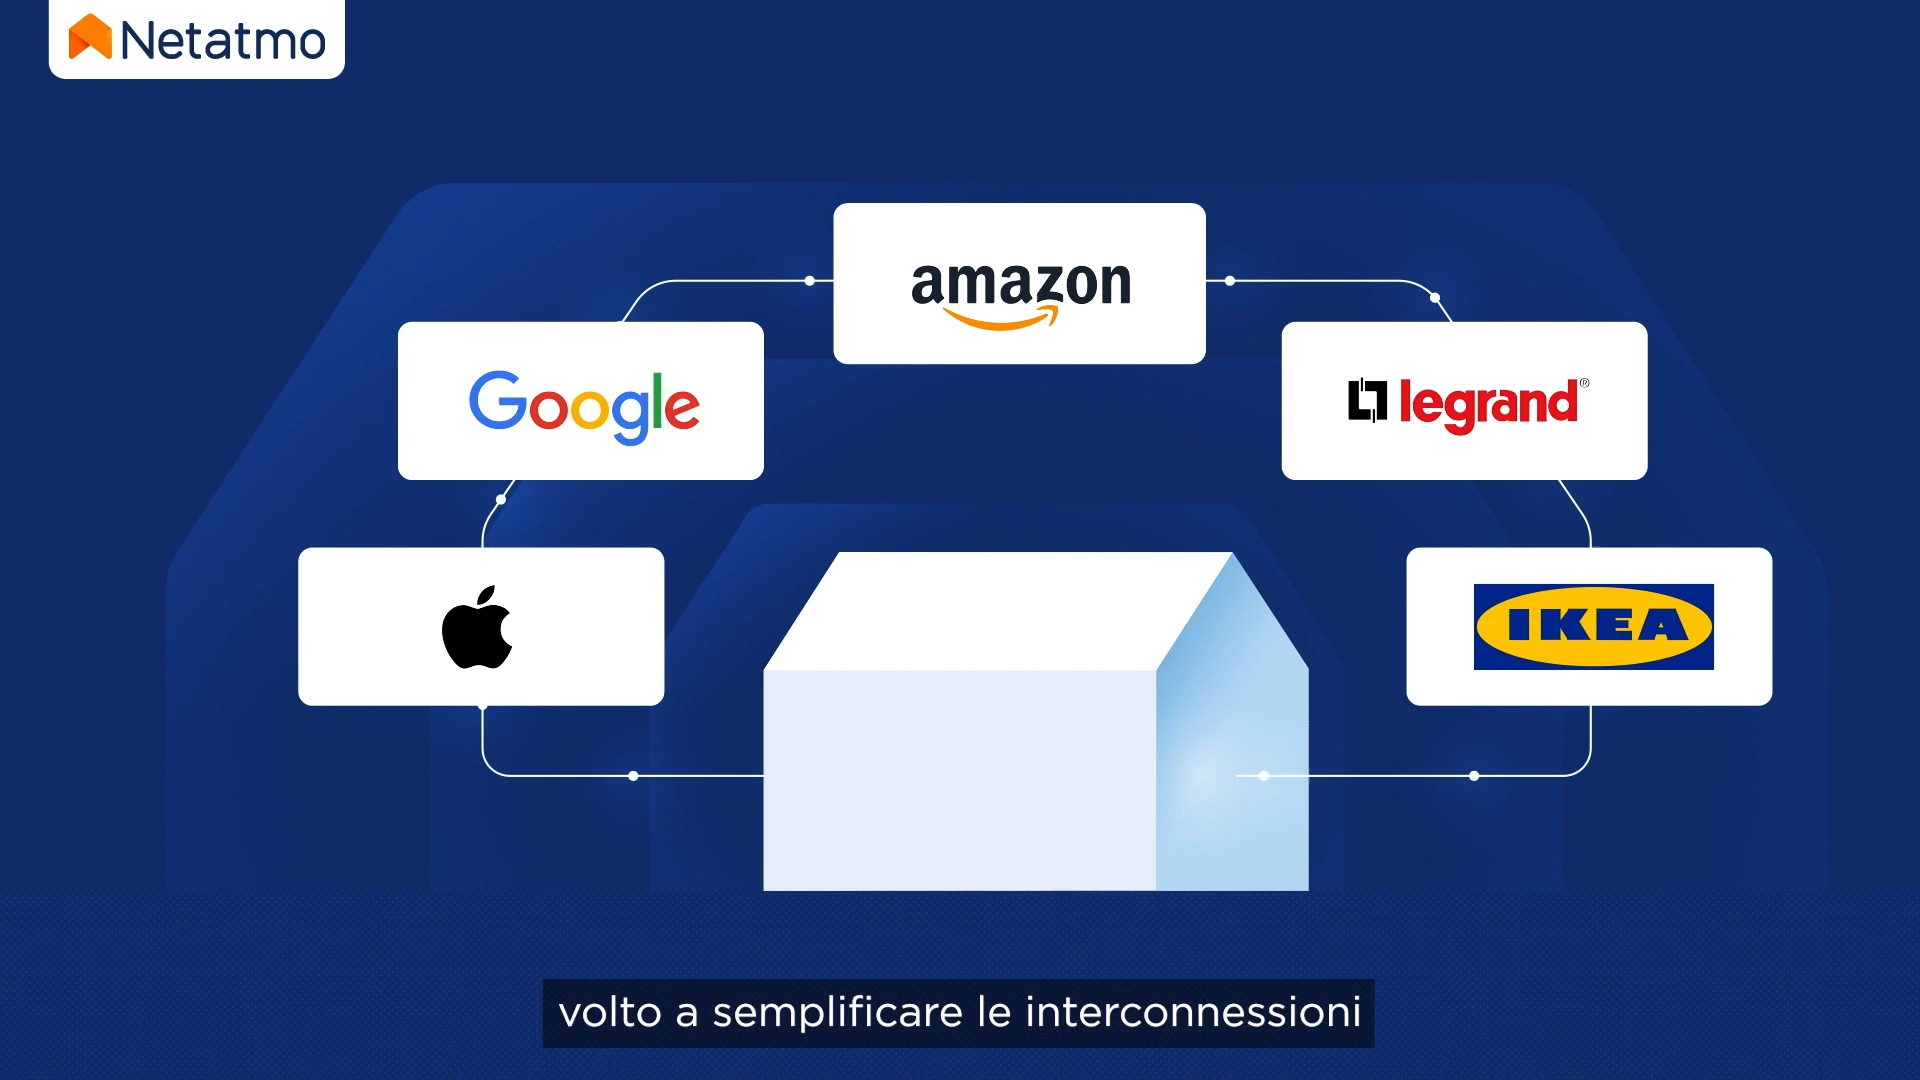 Netatmo
amazon
Google
legrand®
IKEA
volto a semplificare le interconnessioni